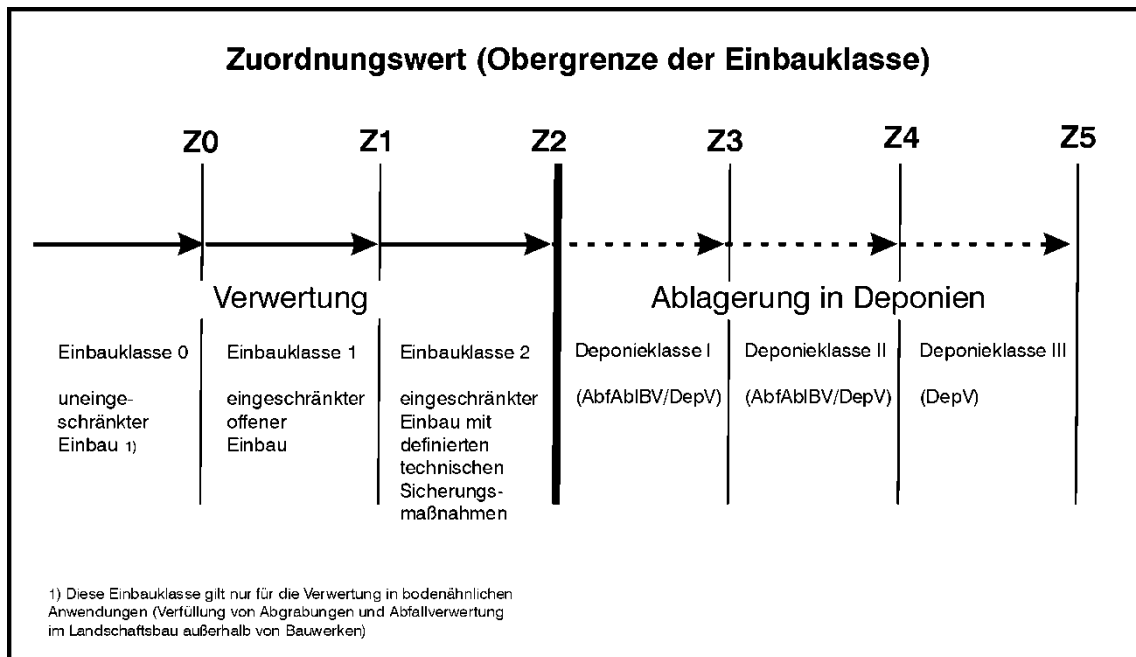 Zuordnungswert (Obergrenze der Einbauklasse)
Z0 Z1 Z2 Z3 Z4 Z5
Verwertung Ablagerung in Deponien
Einbauklasse 0
uneinge-
schränkter
Einbau 1)
Einbauklasse 1
eingeschränkter
offener
Einbau
Einbauklasse 2
eingeschränkter
Einbau mit
definierten
technischen
Sicherungs-
maßnahmen
Deponieklasse I
(AbfAblBV/DepV)
Deponieklasse II
(AbfAblBV/DepV)
Deponieklasse III
(DepV)
1) Diese Einbauklasse gilt nur für die Verwertung in bodenähnlichen
Anwendungen (Verfüllung von Abgrabungen und Abfallverwertung
im Landschaftsbau außerhalb von Bauwerken)